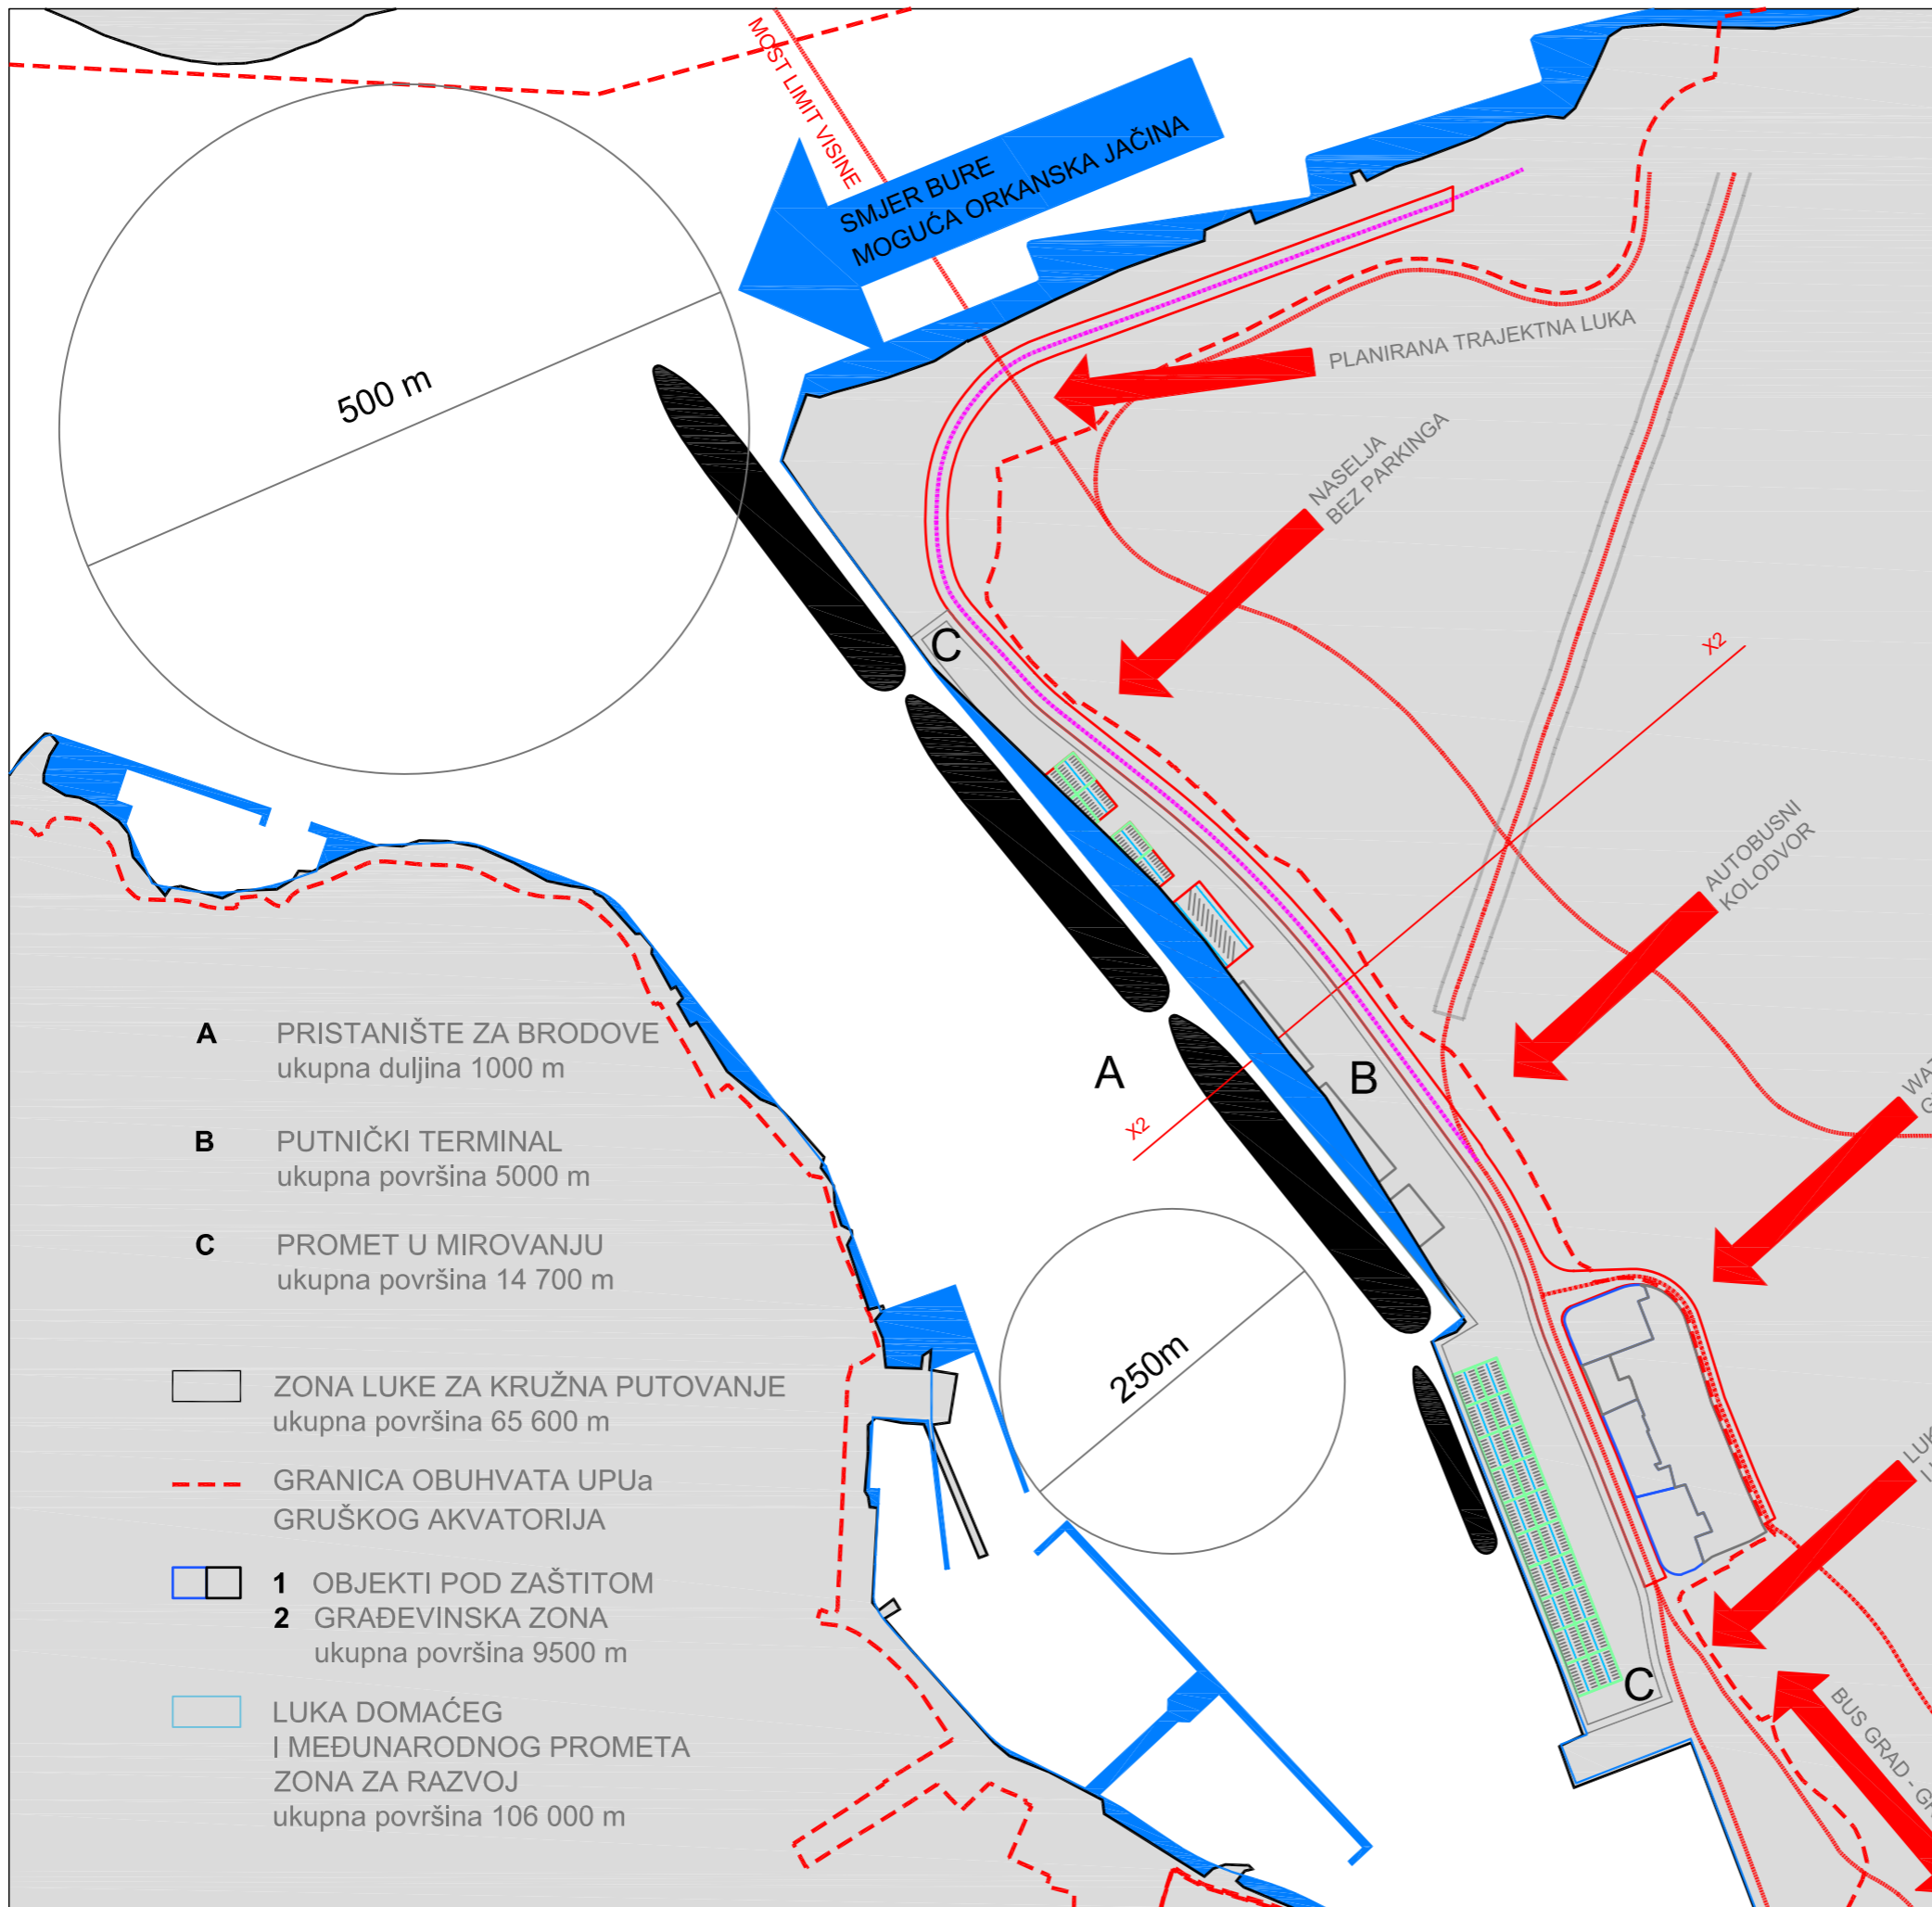 MOST LIMIT VISINE
SMJER BURE
MOGUĆA ORKANSKA JAČINA
500 m
PLANIRANA TRAJEKTNA LUKA
NASELJA
BEZ PARKINGA
C
X2
AUTOBUSNI
KOLODVOR
A
B
X2
250m
C
BUS GRAD -
A PRISTANIŠTE ZA BRODOVE
ukupna duljina 1000 m
B PUTNIČKI TERMINAL
ukupna površina 5000 m
C PROMET U MIROVANJU
ukupna površina 14 700 m
ZONA LUKE ZA KRUŽNA PUTOVANJE
ukupna površina 65 600 m
GRANICA OBUHVATA UPUa
GRUŠKOG AKVATORIJA
1 OBJEKTI POD ZAŠTITOM
2 GRAĐEVINSKA ZONA
ukupna površina 9500 m
LUKA DOMAĆEG
I MEĐUNARODNOG PROMETA
ZONA ZA RAZVOJ
ukupna površina 106 000 m